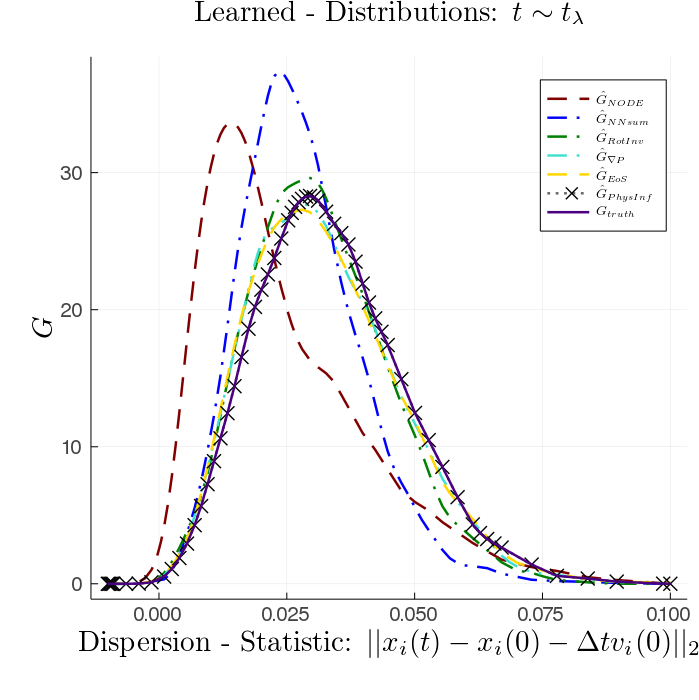 Learned - Distributions: t ∼ t_λ
Ĝ_NODE
Ĝ_NNsum
Ĝ_RotInv
Ĝ_∇P
Ĝ_EoS
Ĝ_PhysInf
G_truth
G
30
20
10
0
0.000 0.025 0.050 0.075 0.100
Dispersion - Statistic: ||x_i(t) − x_i(0) − Δtv_i(0)||_2